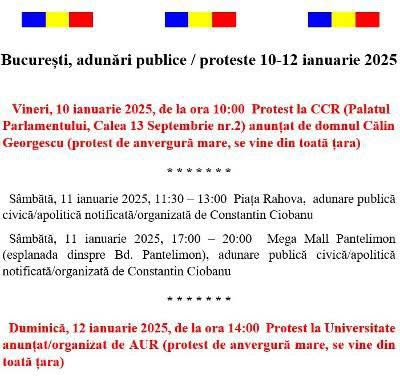 București, adunări publice / proteste 10-12 ianuarie 2025
Vineri, 10 ianuarie 2025, de la ora 10:00 Protest la CCR (Palatul
Parlamentului, Calea 13 Septembrie nr.2) anunțat de domnul Călin
Georgescu (protest de anvergură mare, se vine din toată țara)
* * * * * * *
Sâmbătă, 11 ianuarie 2025, 11:30 – 13:00 Piața Rahova, adunare publică
civică/apolitică notificată/organizată de Constantin Ciobanu
Sâmbătă, 11 ianuarie 2025, 17:00 – 20:00 Mega Mall Pantelimon
(esplanada dinspre Bd. Pantelimon), adunare publică civică/apolitică
notificată/organizată de Constantin Ciobanu
* * * * * * *
Duminică, 12 ianuarie 2025, de la ora 14:00 Protest la Universitate
anunțat/organizat de AUR (protest de anvergură mare, se vine din
toată țara)